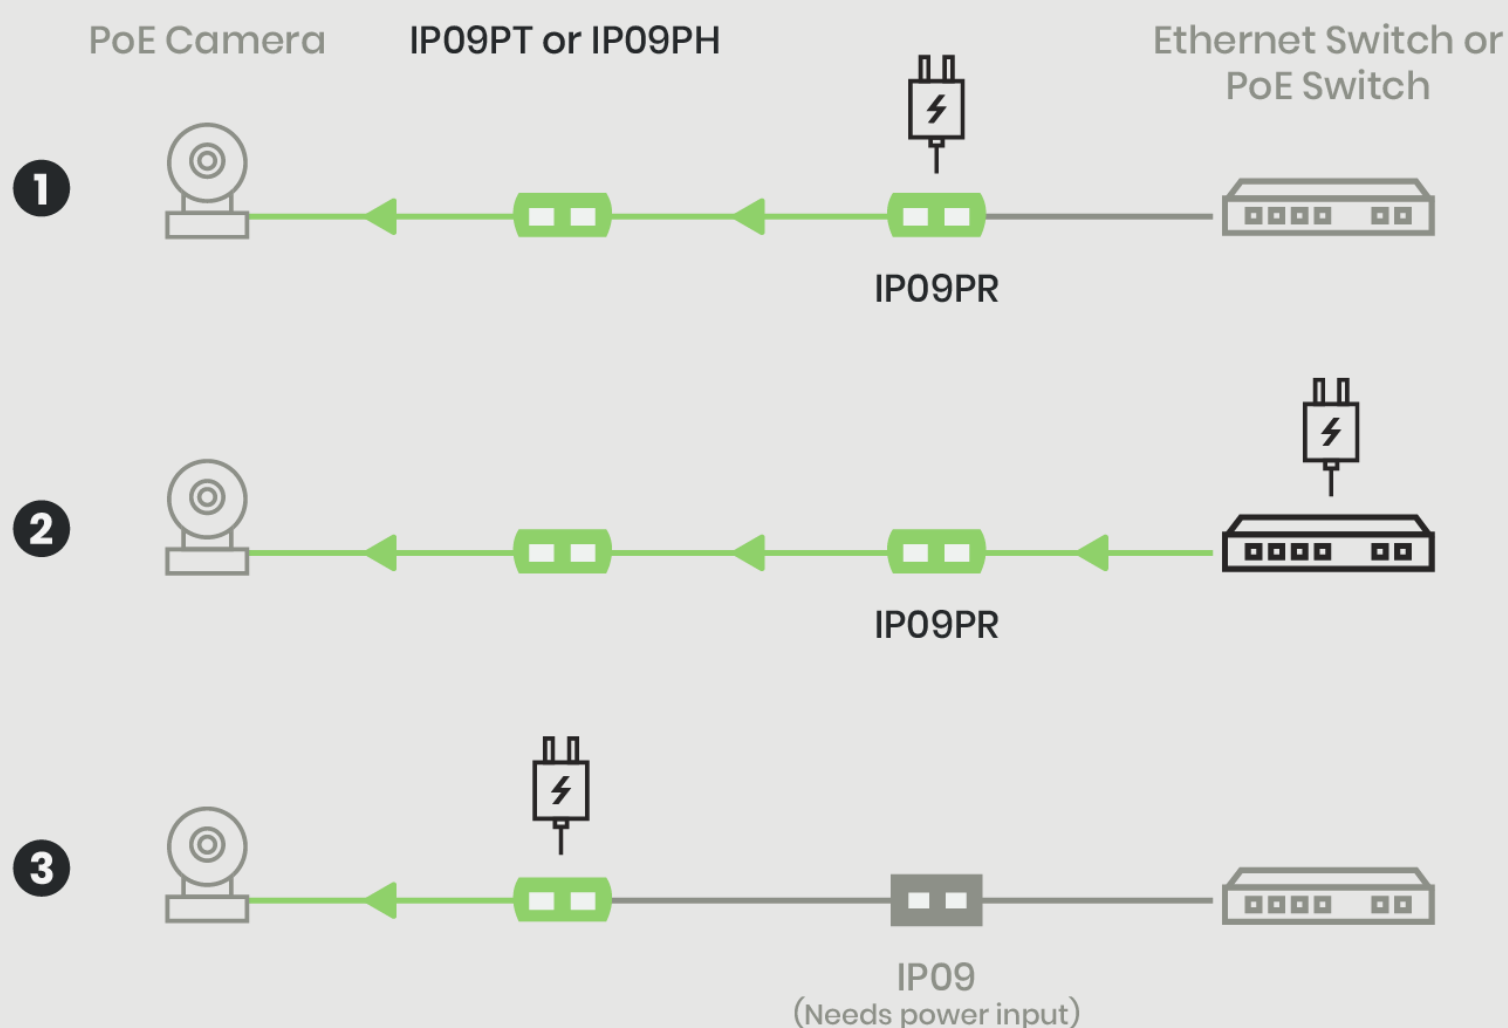 PoE Camera
IP09PT or IP09PH
Ethernet Switch or
PoE Switch
1
IP09PR
2
IP09PR
3
IP09
(Needs power input)